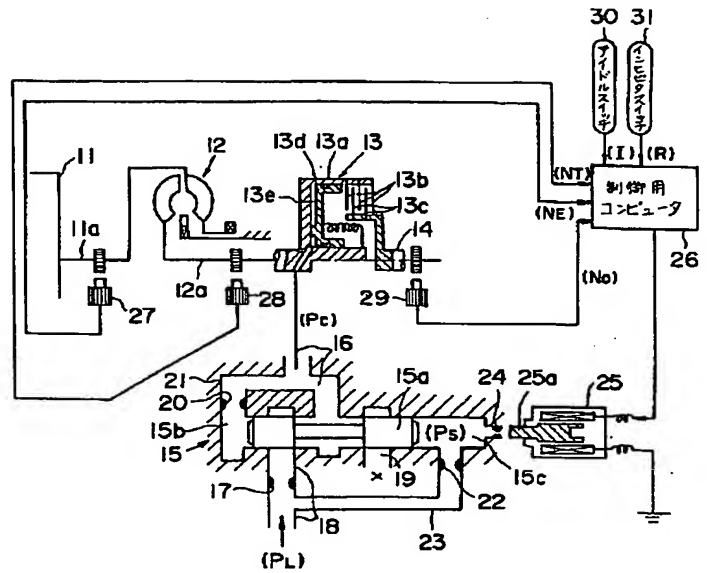 30 31
アイドルスイッチ
インヒビタスイッチ
(I) (R)
(NT)
制御用
コンピュータ
(NE)
26
(No)
11
11a
12
12a
13d 13a 13
13b
13c
13e
14
27
28
29
(Pc)
16
21
20
15b
15
15a
(Ps)
24
25a
25
15c
17
18
19
×
22
23
(PL)